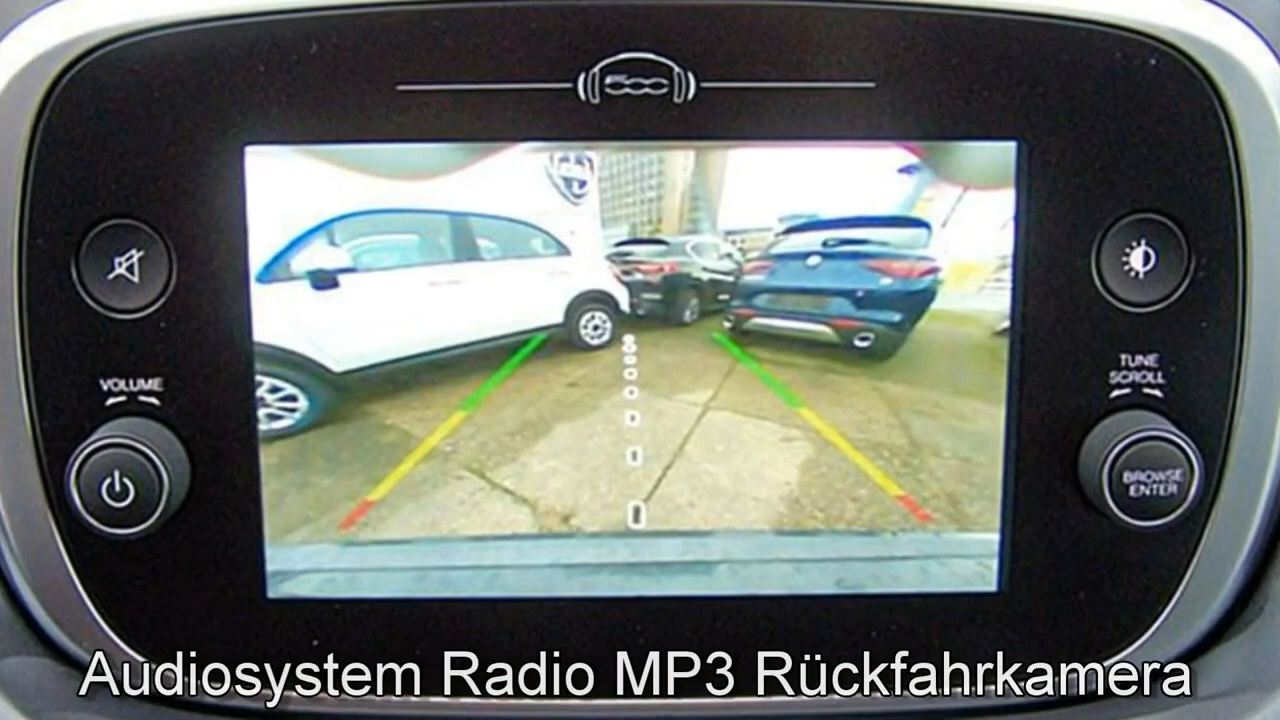 500
VOLUME
TUNE
SCROLL
BROWSE
ENTER
Audiosystem Radio MP3 Rückfahrkamera